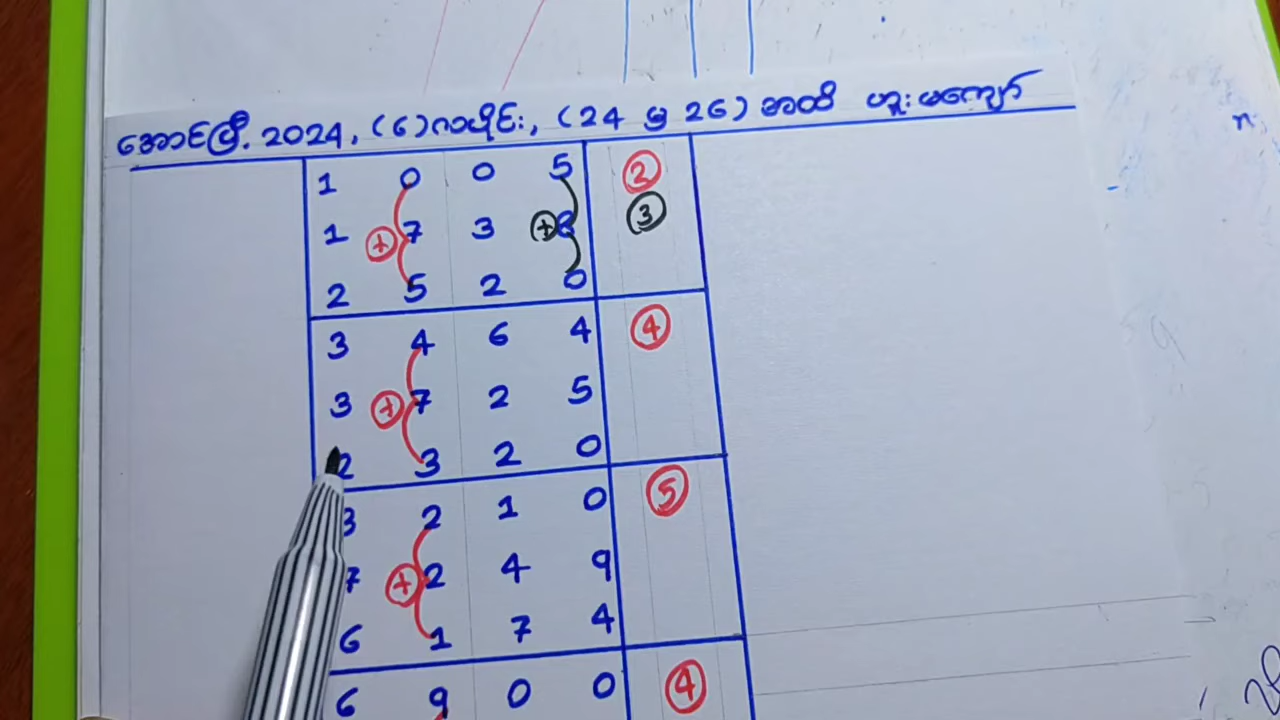 အောင်ပြီ. 2024, (၆)လပိုင်း, (24 မှ 26) အထိ ဟူးမကျော်
1 0 0 5 ②
1 + 7 3 + 8 ③
2 5 2 0
3 4 6 4 ④
3 + 7 2 5
2 3 2 0
3 2 1 0 ⑤
7 + 2 4 9
6 1 7 4
6 9 0 0 ④